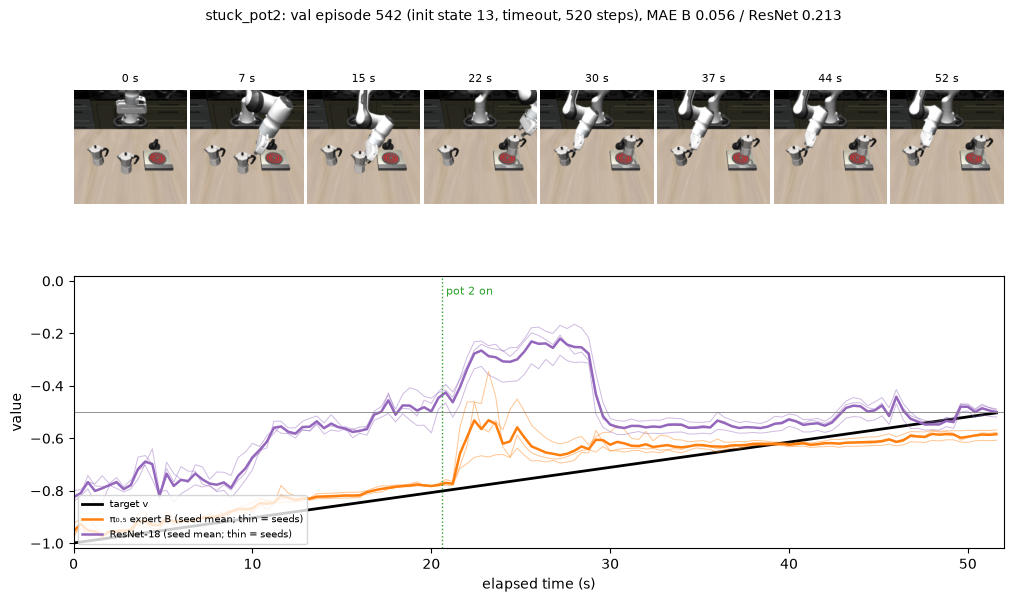 stuck_pot2: val episode 542 (init state 13, timeout, 520 steps), MAE B 0.056 / ResNet 0.213
0 s 7 s 15 s 22 s 30 s 37 s 44 s 52 s
0.0
−0.2
−0.4
−0.6
−0.8
−1.0
value
pot 2 on
target v
π₀.₅ expert B (seed mean; thin = seeds)
ResNet-18 (seed mean; thin = seeds)
0 10 20 30 40 50
elapsed time (s)